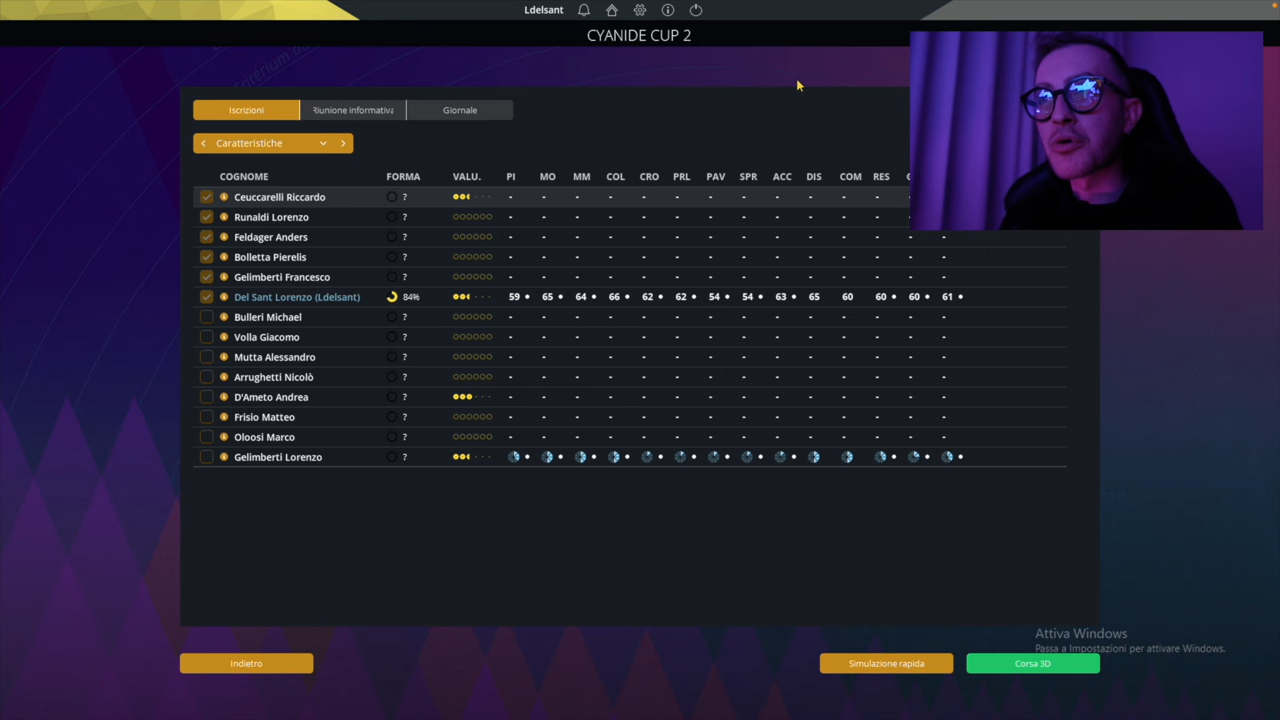 Ldelsant
CYANIDE CUP 2
Iscrizioni
Riunione informativa
Giornale
Caratteristiche
COGNOME FORMA VALU. PI MO MM COL CRO PRL PAV SPR ACC DIS COM RES
Ceuccarelli Riccardo ? - - - - - - - - - - - -
Runaldi Lorenzo ?
Feldager Anders ? - - - - - - - - - - - - - -
Bolletta Pierelis ? - - - - - - - - - - - - - -
Gelimberti Francesco ? - - - - - - - - - - - - - -
Del Sant Lorenzo (Ldelsant) 84% 59 65 64 66 62 62 54 54 63 65 60 60 60 61
Bulleri Michael ? - - - - - - - - - - - - - -
Volla Giacomo ? - - - - - - - - - - - - - -
Mutta Alessandro ? - - - - - - - - - - - - - -
Arrughetti Nicolò ? - - - - - - - - - - - - - -
D'Ameto Andrea ? - - - - - - - - - - - - - -
Frisio Matteo ? - - - - - - - - - - - - - -
Oloosi Marco ? - - - - - - - - - - - - - -
Gelimberti Lorenzo ?
Attiva Windows
Passa a Impostazioni per attivare Windows.
Indietro
Simulazione rapida
Corsa 3D